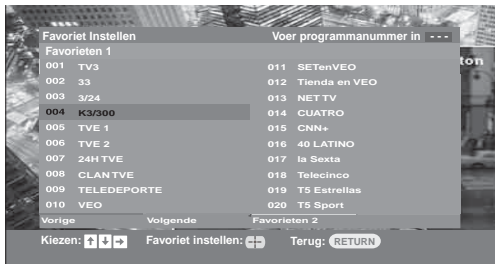 Favoriet Instellen Voer programmanummer in - - -
Favorieten 1
001 TV3
002 33
003 3/24
004 K3/300
005 TVE 1
006 TVE 2
007 24H TVE
008 CLAN TVE
009 TELEDEPORTE
010 VEO
011 SETenVEO
012 Tienda en VEO
013 NET TV
014 CUATRO
015 CNN+
016 40 LATINO
017 la Sexta
018 Telecinco
019 T5 Estrellas
020 T5 Sport
Vorige Volgende Favorieten 2
Kiezen: ↑ ↓ → Favoriet instellen: Terug: RETURN
ton